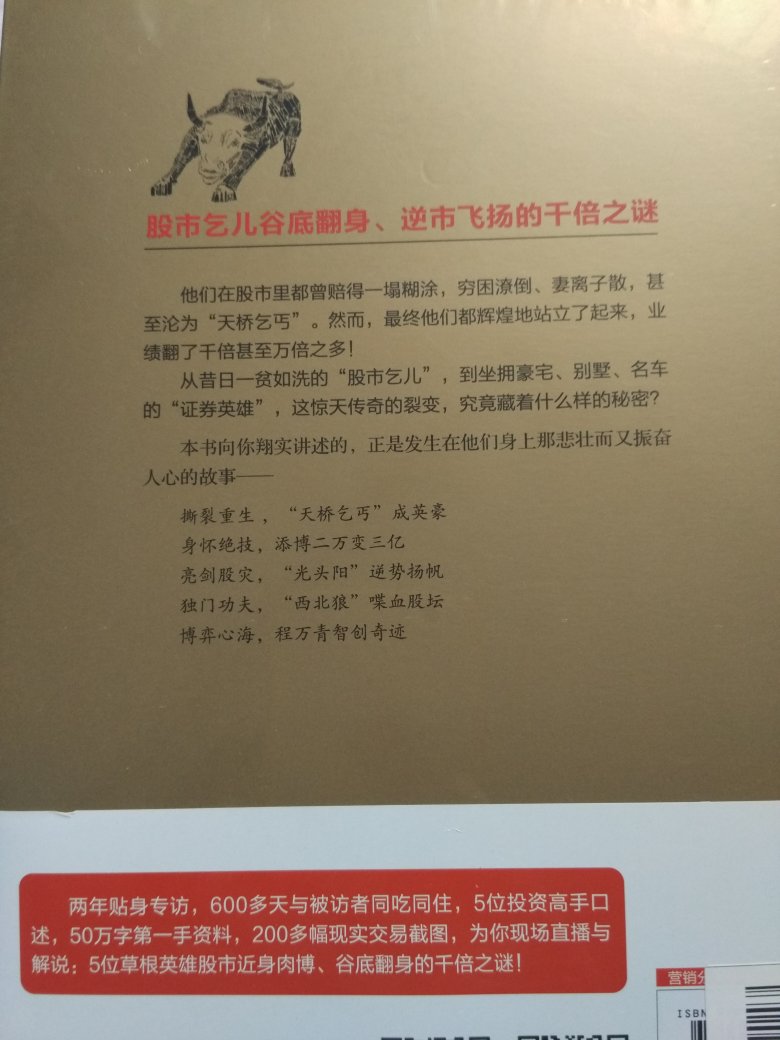 股市乞儿谷底翻身、逆市飞扬的千倍之谜
他们在股市里都曾赔得一塌糊涂，穷困潦倒、妻离子散，甚
至沦为“天桥乞丐”。然而，最终他们都辉煌地站立了起来，业
绩翻了千倍甚至万倍之多！
从昔日一贫如洗的“股市乞儿”，到坐拥豪宅、别墅、名车
的“证券英雄”，这惊天传奇的裂变，究竟藏着什么样的秘密？
本书向你翔实讲述的，正是发生在他们身上那悲壮而又振奋
人心的故事——
撕裂重生，“天桥乞丐”成英豪
身怀绝技，添博二万变三亿
亮剑股灾，“光头阳”逆势扬帆
独门功夫，“西北狼”喋血股坛
博弈心海，程万青智创奇迹
两年贴身专访，600多天与被访者同吃同住，5位投资高手口
述，50万字第一手资料，200多幅现实交易截图，为你现场直播与
解说：5位草根英雄股市近身肉博、谷底翻身的千倍之谜！
营销分
ISBN